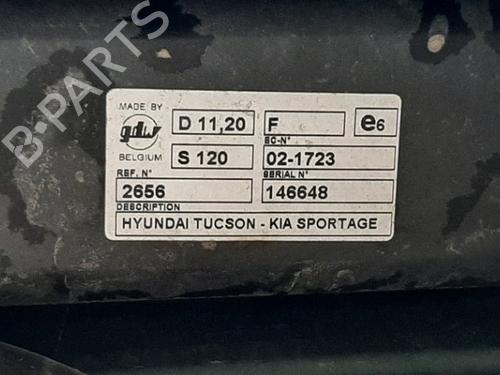 B-PARTS
MADE BY
gdw
BELGIUM
D 11,20
F
e6
S 120
EC-N°
02-1723
REF. N°
2656
SERIAL N°
146648
DESCRIPTION
HYUNDAI TUCSON - KIA SPORTAGE